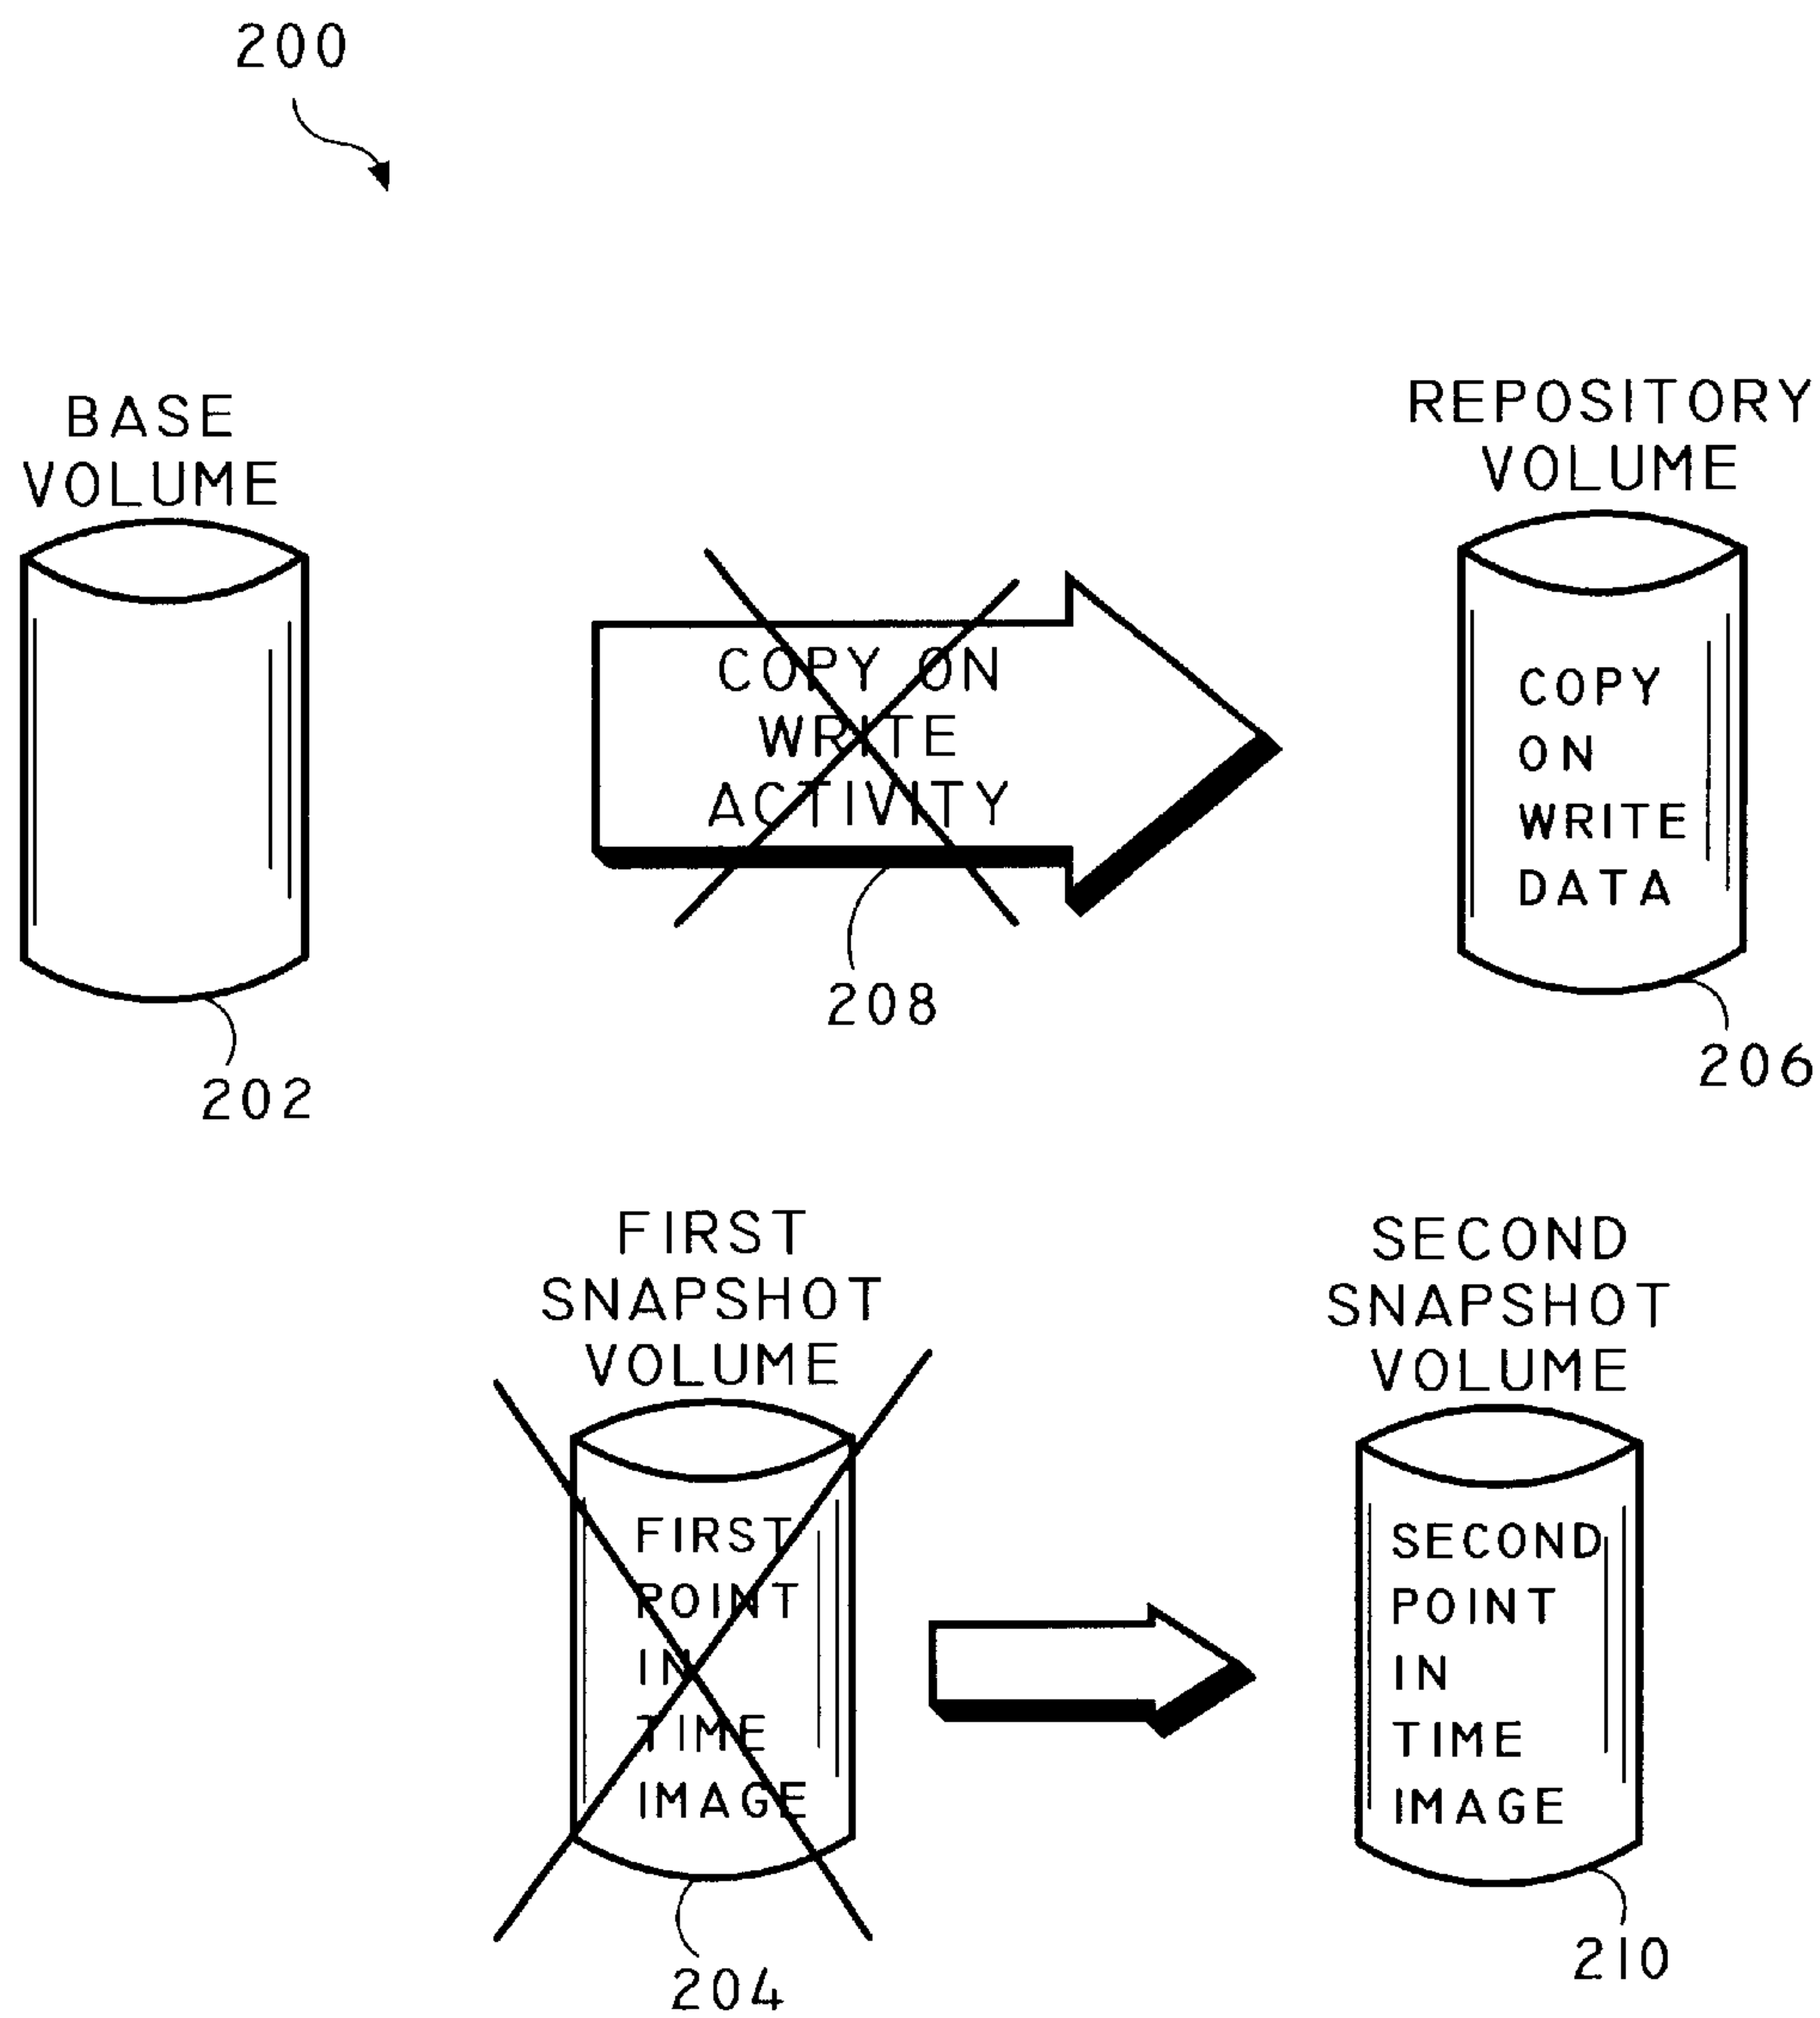 200
BASE
VOLUME
REPOSITORY
VOLUME
COPY ON
WRITE
ACTIVITY
COPY
ON
WRITE
DATA
208
202
206
FIRST
SNAPSHOT
VOLUME
SECOND
SNAPSHOT
VOLUME
FIRST
POINT
IN
TIME
IMAGE
SECOND
POINT
IN
TIME
IMAGE
204
210